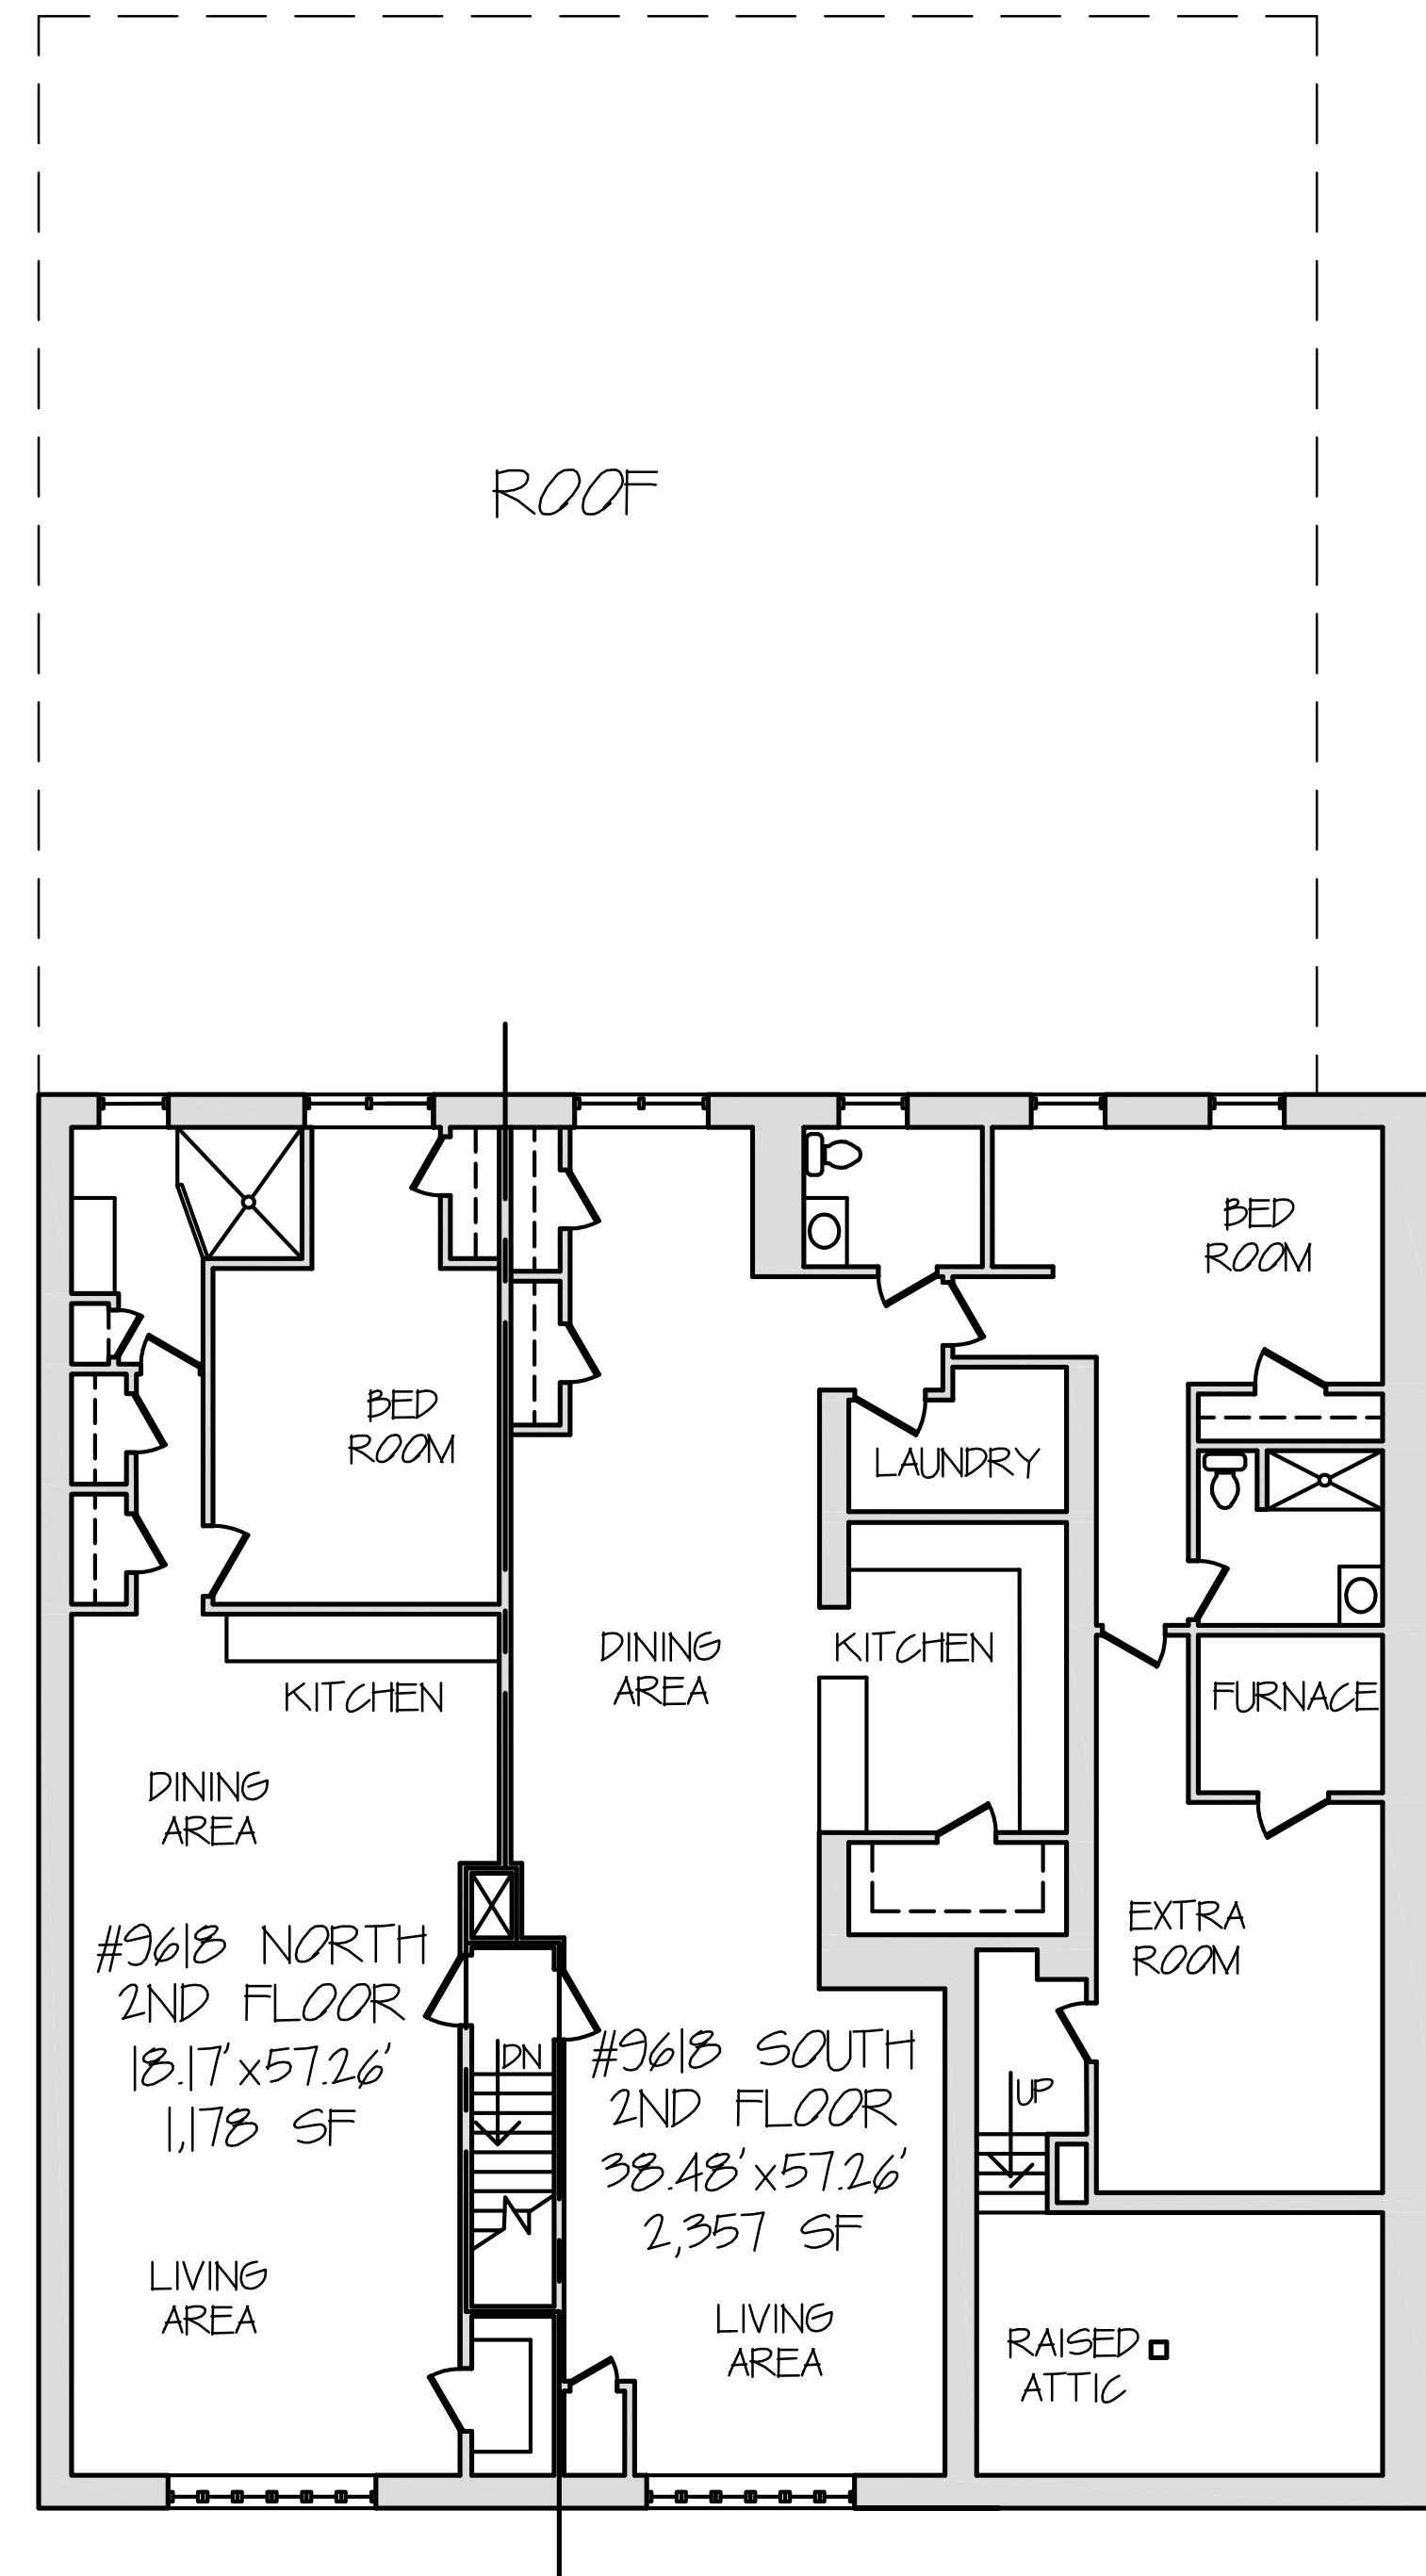 ROOF
BED
ROOM
BED
ROOM
LAUNDRY
DINING
AREA
KITCHEN
KITCHEN
FURNACE
DINING
AREA
EXTRA
ROOM
#9618 NORTH
2ND FLOOR
18.17'x57.26'
1,178 SF
DN
#9618 SOUTH
2ND FLOOR
38.48'x57.26'
2,357 SF
UP
LIVING
AREA
LIVING
AREA
RAISED
ATTIC